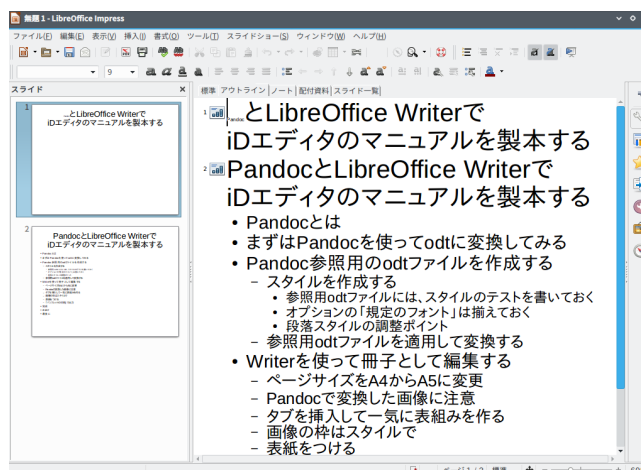 無題 1 - LibreOffice Impress
ファイル(F) 編集(E) 表示(V) 挿入(I) 書式(O) ツール(T) スライドショー(S) ウィンドウ(W) ヘルプ(H)
9
スライド
標準 アウトライン ノート 配付資料 スライド一覧
1
...とLibreOffice Writerで
iDエディタのマニュアルを製本する
2
PandocとLibreOffice Writerで
iDエディタのマニュアルを製本する
1 Pandoc とLibreOffice Writerで
iDエディタのマニュアルを製本する
2 PandocとLibreOffice Writerで
iDエディタのマニュアルを製本する
• Pandocとは
• まずはPandocを使ってodtに変換してみる
• Pandoc参照用のodtファイルを作成する
– スタイルを作成する
• 参照用odtファイルには、スタイルのテストを書いておく
• オプションの「規定のフォント」は揃えておく
• 段落スタイルの調整ポイント
– 参照用odtファイルを適用して変換する
• Writerを使って冊子として編集する
– ページサイズをA4からA5に変更
– Pandocで変換した画像に注意
– タブを挿入して一気に表組みを作る
– 画像の枠はスタイルで
– 表紙をつける